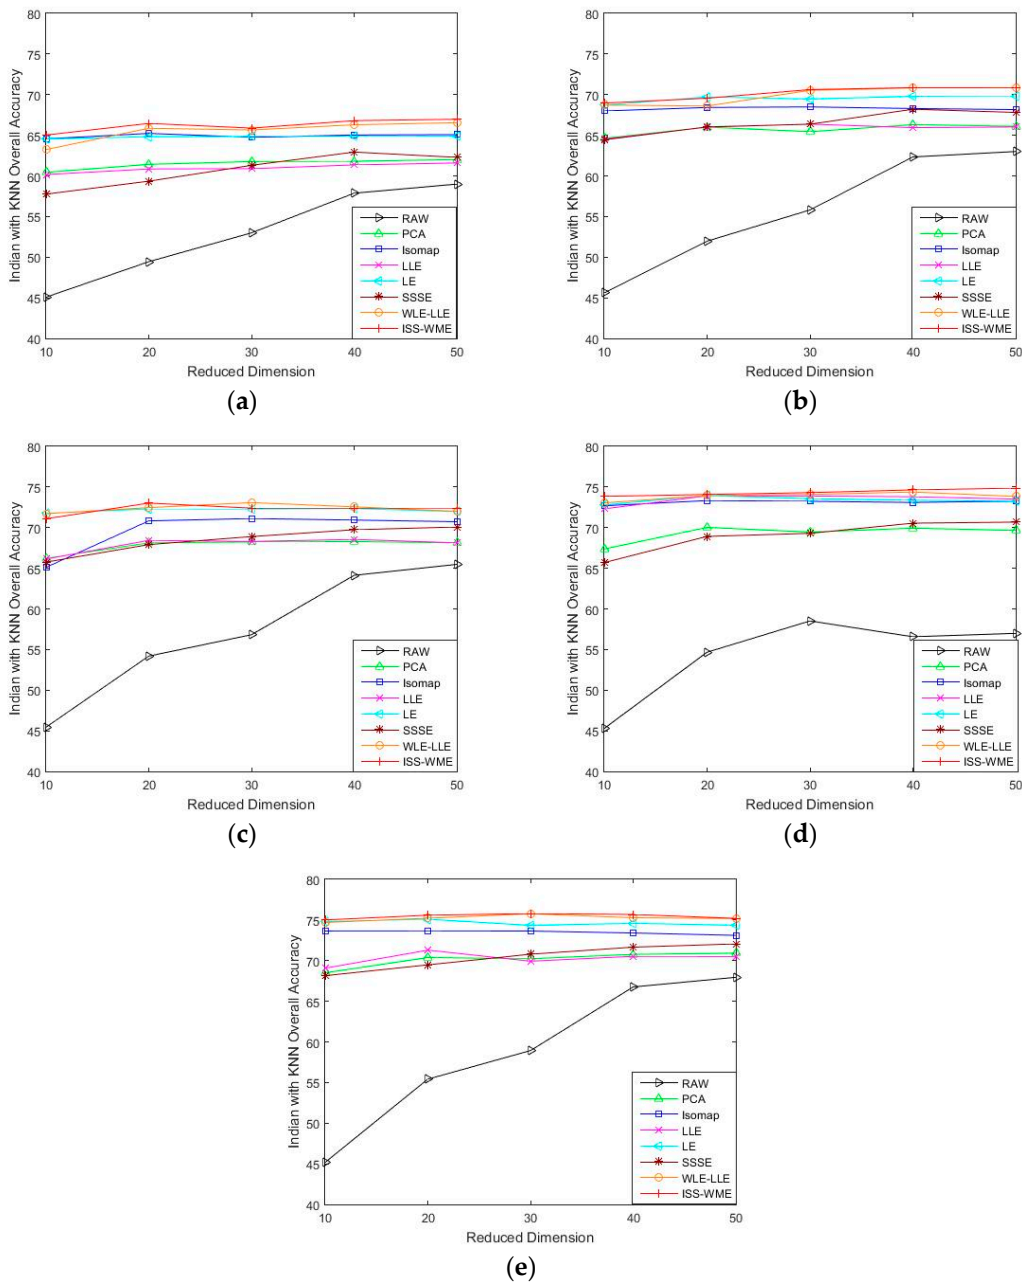 80
75
70
65
60
55
50
45
40
Indian with KNN Overall Accuracy
RAW
PCA
Isomap
LLE
LE
SSSE
WLE-LLE
ISS-WME
10 20 30 40 50
Reduced Dimension
(a)
80
75
70
65
60
55
50
45
40
Indian with KNN Overall Accuracy
RAW
PCA
Isomap
LLE
LE
SSSE
WLE-LLE
ISS-WME
10 20 30 40 50
Reduced Dimension
(b)
80
75
70
65
60
55
50
45
40
Indian with KNN Overall Accuracy
RAW
PCA
Isomap
LLE
LE
SSSE
WLE-LLE
ISS-WME
10 20 30 40 50
Reduced Dimension
(c)
80
75
70
65
60
55
50
45
40
Indian with KNN Overall Accuracy
RAW
PCA
Isomap
LLE
LE
SSSE
WLE-LLE
ISS-WME
10 20 30 40 50
Reduced Dimension
(d)
80
75
70
65
60
55
50
45
40
Indian with KNN Overall Accuracy
RAW
PCA
Isomap
LLE
LE
SSSE
WLE-LLE
ISS-WME
10 20 30 40 50
Reduced Dimension
(e)